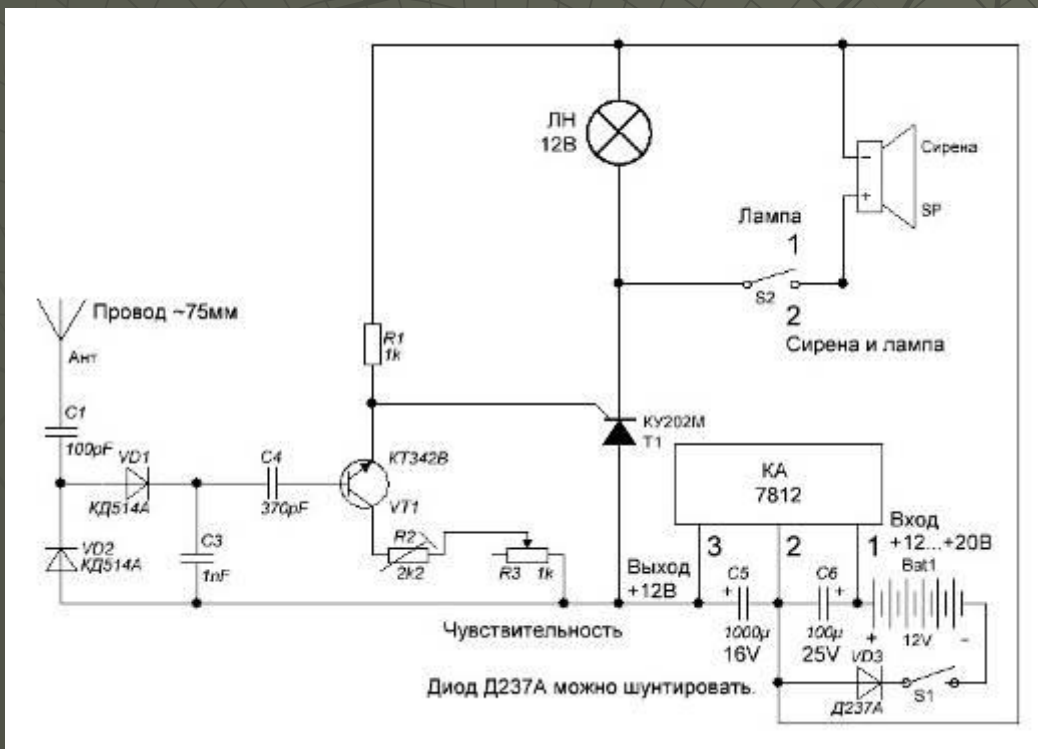 ЛН
12В
Сирена
SP
Лампа
1
S2
2
Сирена и лампа
Провод ~75мм
Ант
R1
1k
C1
100pF
VD1
КД514А
C4
370pF
КТ342В
VT1
КУ202М
T1
КА
7812
VD2
КД514А
C3
1nF
R2
2k2
R3 1k
3
2
1
Вход
+12...+20В
Выход
+12В
C5
+
1000µ
16V
C6
+
100µ
25V
Bat1
+ 12V -
VD3
Д237А
S1
Чувствительность
Диод Д237А можно шунтировать.